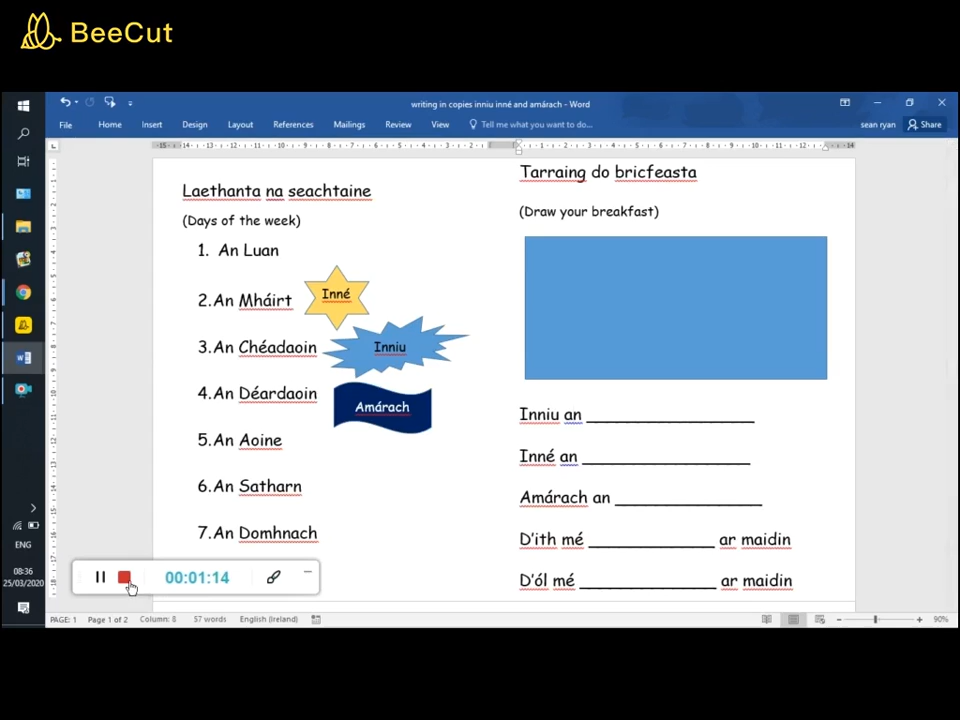 BeeCut
writing in copies inniu inné and amárach - Word
File Home Insert Design Layout References Mailings Review View Tell me what you want to do... sean ryan Share
Laethanta na seachtaine
(Days of the week)
1. An Luan
2.An Mháirt
Inné
3.An Chéadaoin
Inniu
4.An Déardaoin
Amárach
5.An Aoine
6.An Satharn
7.An Domhnach
Tarraing do bricfeasta
(Draw your breakfast)
Inniu an ____________________
Inné an ____________________
Amárach an _________________
D'ith mé _______________ ar maidin
D'ól mé ________________ ar maidin
00:01:14
ENG
08:36
25/03/2020
PAGE: 1 Page 1 of 2 Column: 8 57 words English (Ireland) 90%